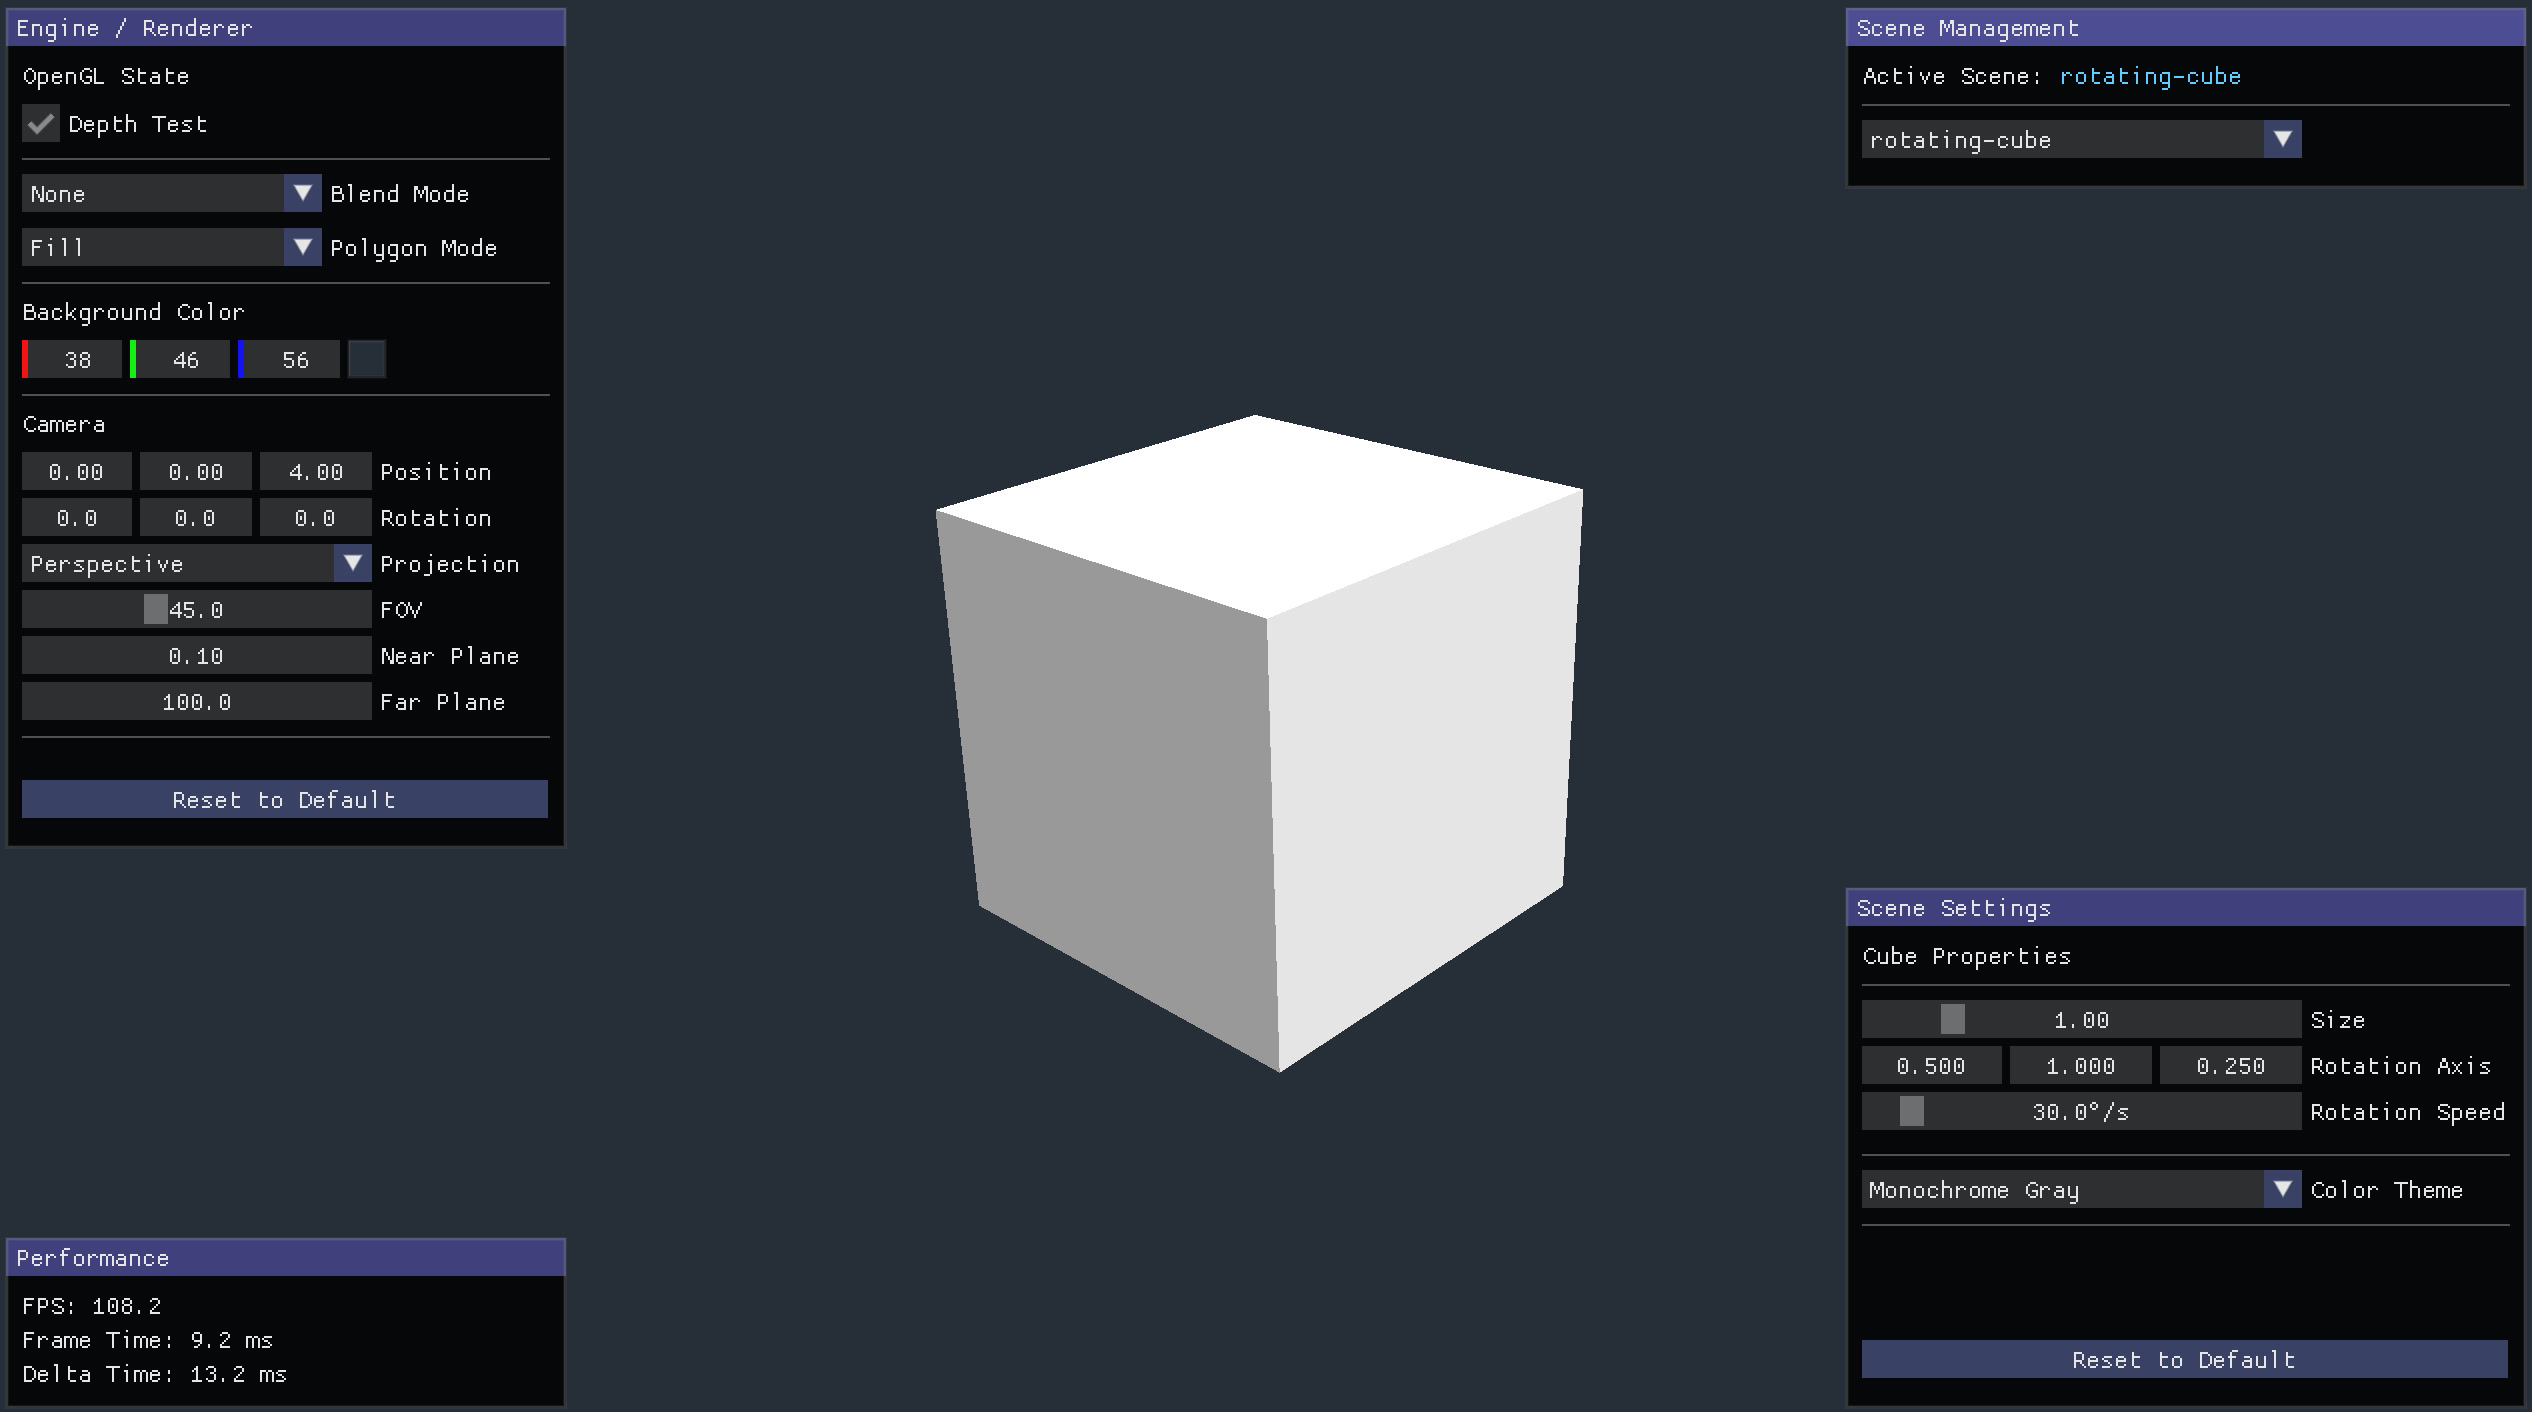 Engine / Renderer
OpenGL State
Depth Test
None Blend Mode
Fill Polygon Mode
Background Color
38 46 56
Camera
0.00 0.00 4.00 Position
0.0 0.0 0.0 Rotation
Perspective Projection
45.0 FOV
0.10 Near Plane
100.0 Far Plane
Reset to Default
Performance
FPS: 108.2
Frame Time: 9.2 ms
Delta Time: 13.2 ms
Scene Management
Active Scene: rotating-cube
rotating-cube
Scene Settings
Cube Properties
1.00 Size
0.500 1.000 0.250 Rotation Axis
30.0°/s Rotation Speed
Monochrome Gray Color Theme
Reset to Default